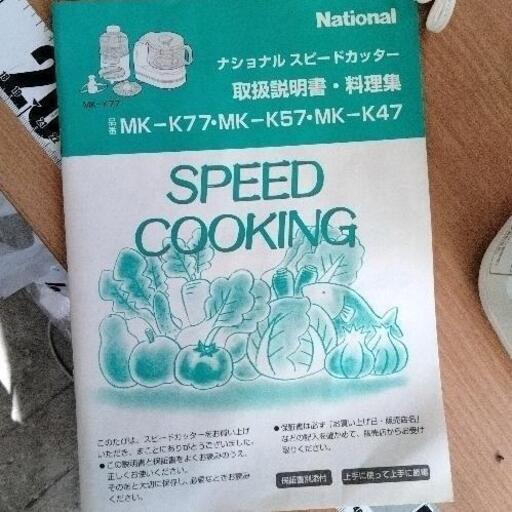 National
ナショナル スピードカッター
取扱説明書・料理集
MK-K77
品番 MK-K77・MK-K57・MK-K47
SPEED
COOKING
このたびは、スピードカッターをお買い上げ
いただき、まことにありがとうございました。
●この説明書と保証書をよくお読みのうえ、
正しくお使いください。
そのあと大切に保存し、必要なときお読み
ください。
●保証書は必ず「お買い上げ日・販売店名」
などの記入を確かめて、販売店からお受け
取りください。
保証書別添付
上手に使って上手に節電